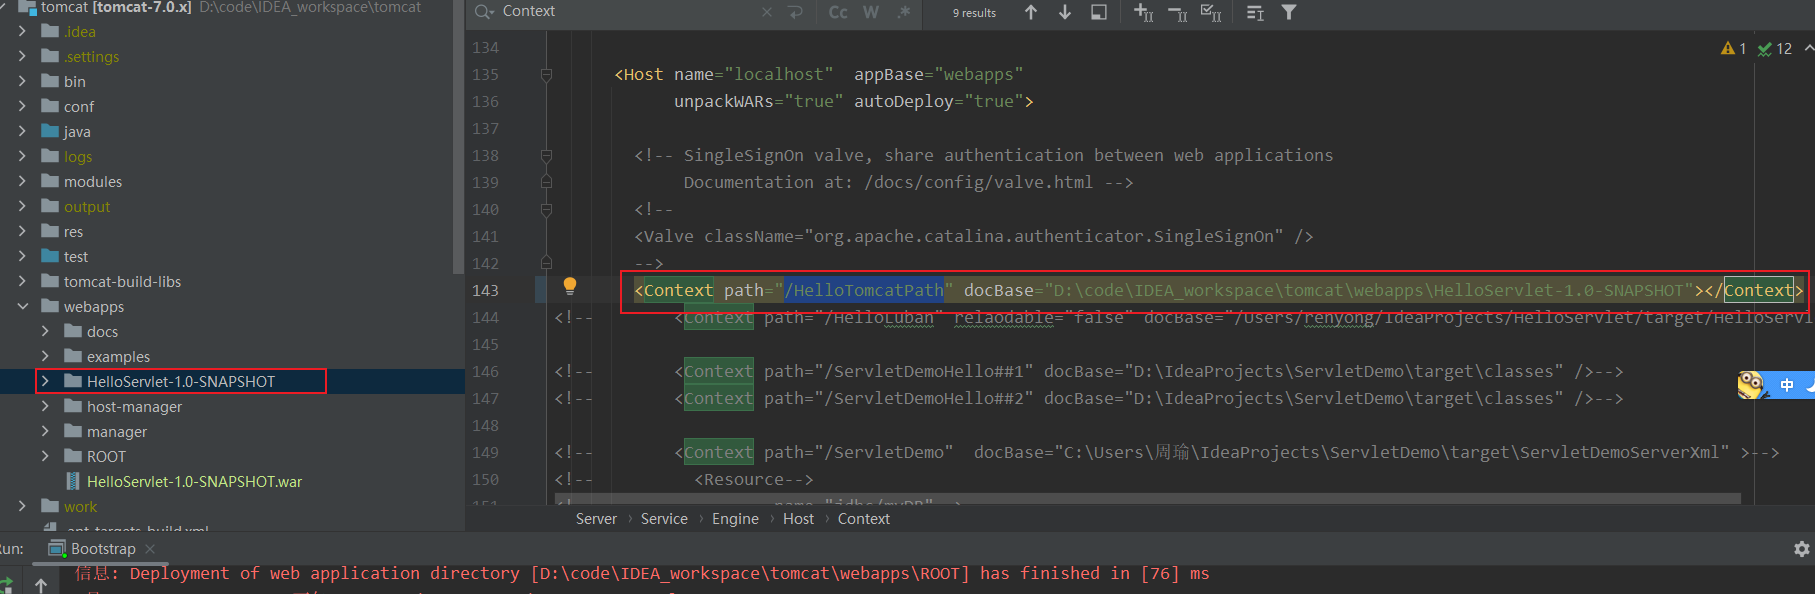 tomcat [tomcat-7.0.x] D:\code\IDEA_workspace\tomcat
.idea
.settings
bin
conf
java
logs
modules
output
res
test
tomcat-build-libs
webapps
docs
examples
HelloServlet-1.0-SNAPSHOT
host-manager
manager
ROOT
HelloServlet-1.0-SNAPSHOT.war
work
Context
Cc W .*
9 results
1 12
134
135 <Host name="localhost"  appBase="webapps"
136 unpackWARs="true" autoDeploy="true">
137
138 <!-- SingleSignOn valve, share authentication between web applications
139 Documentation at: /docs/config/valve.html -->
140 <!--
141 <Valve className="org.apache.catalina.authenticator.SingleSignOn" />
142 -->
143 <Context path="/HelloTomcatPath" docBase="D:\code\IDEA_workspace\tomcat\webapps\HelloServlet-1.0-SNAPSHOT"></Context>
144 <!-- <Context path="/HelloLuban" relaodable="false" docBase="/Users/renyong/IdeaProjects/HelloServlet/target/HelloServl
145
146 <!-- <Context path="/ServletDemoHello##1" docBase="D:\IdeaProjects\ServletDemo\target\classes" />-->
147 <!-- <Context path="/ServletDemoHello##2" docBase="D:\IdeaProjects\ServletDemo\target\classes" />-->
148
149 <!-- <Context path="/ServletDemo"  docBase="C:\Users\周瑜\IdeaProjects\ServletDemo\target\ServletDemoServerXml" >-->
150 <!-- <Resource-->
中
Server › Service › Engine › Host › Context
Bootstrap
信息: Deployment of web application directory [D:\code\IDEA_workspace\tomcat\webapps\ROOT] has finished in [76] ms